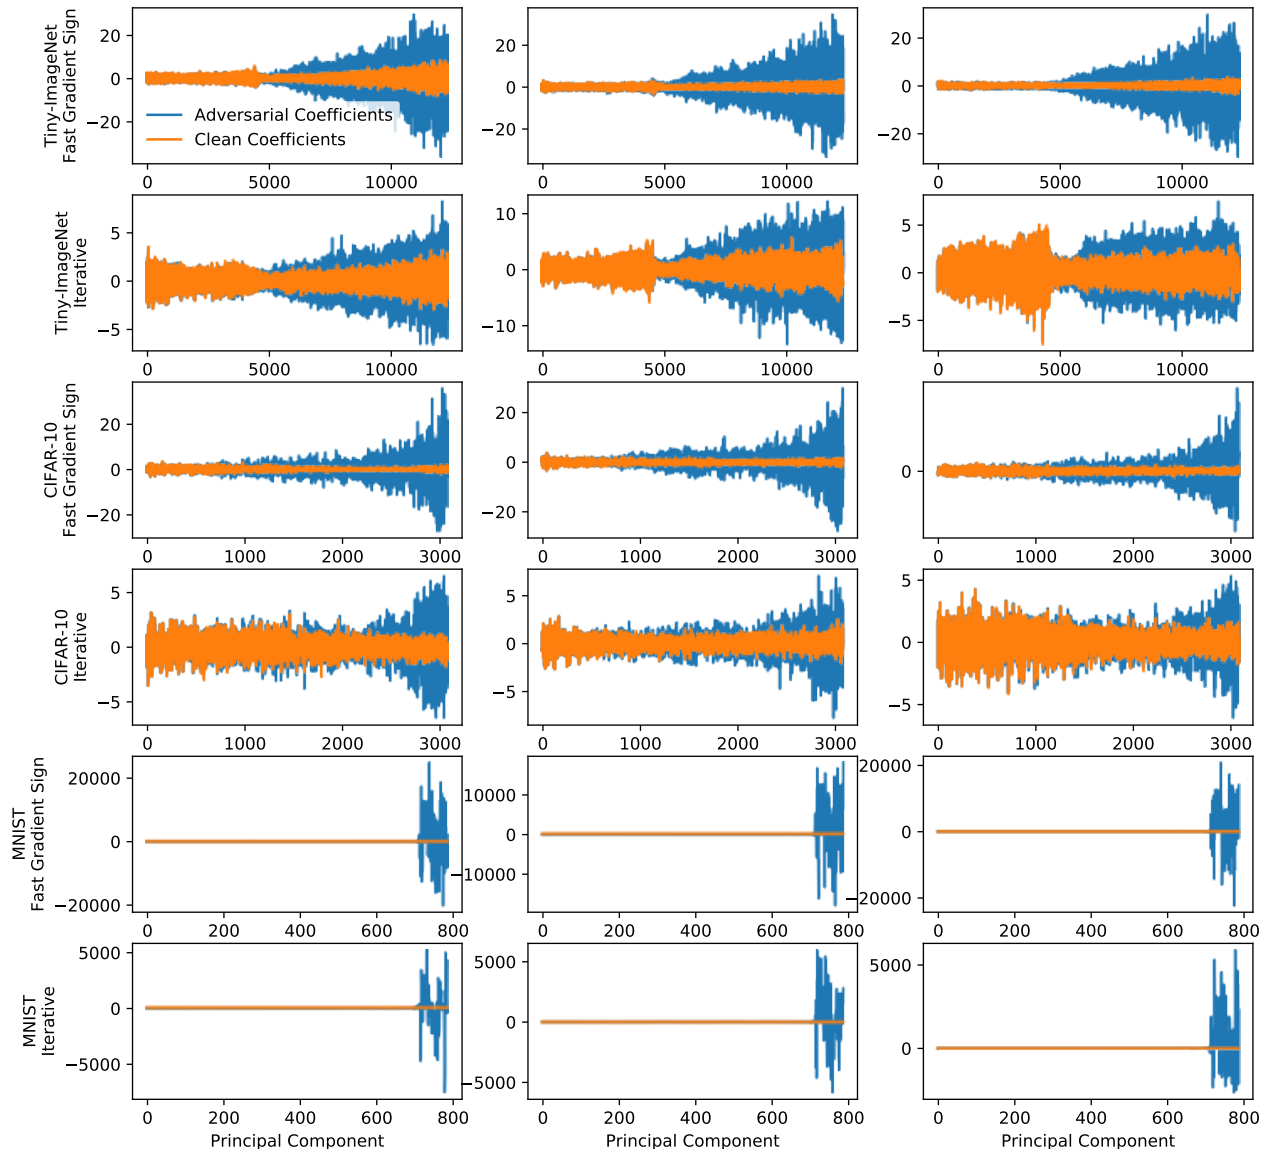 Tiny-ImageNet
Fast Gradient Sign
20
0
−20
Adversarial Coefficients
Clean Coefficients
0 5000 10000
20
0
−20
0 5000 10000
20
0
−20
0 5000 10000
Tiny-ImageNet
Iterative
5
0
−5
0 5000 10000
10
0
−10
0 5000 10000
5
0
−5
0 5000 10000
CIFAR-10
Fast Gradient Sign
20
0
−20
0 1000 2000 3000
20
0
−20
0 1000 2000 3000
0
0 1000 2000 3000
CIFAR-10
Iterative
5
0
−5
0 1000 2000 3000
5
0
−5
0 1000 2000 3000
5
0
−5
0 1000 2000 3000
MNIST
Fast Gradient Sign
20000
0
−20000
0 200 400 600 800
10000
0
−10000
0 200 400 600 800
20000
0
−20000
0 200 400 600 800
MNIST
Iterative
5000
0
−5000
0 200 400 600 800
Principal Component
5000
0
−5000
0 200 400 600 800
Principal Component
5000
0
0 200 400 600 800
Principal Component